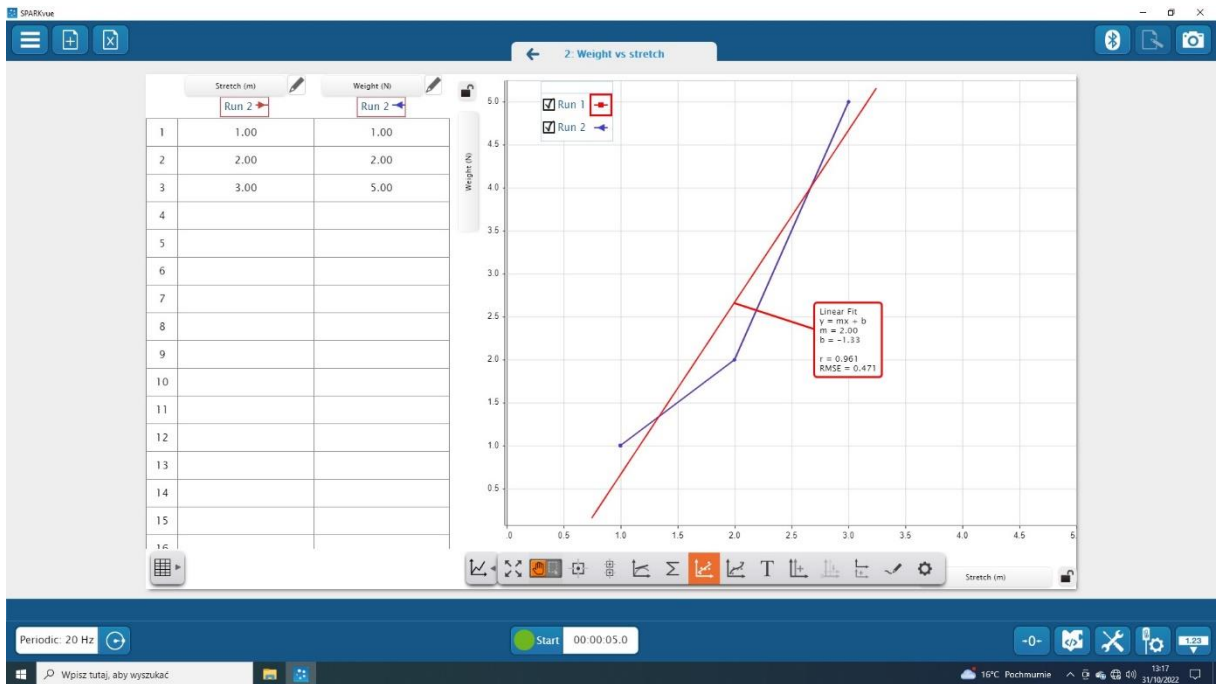 SPARKvue
2: Weight vs stretch
Stretch (m) Weight (N)
Run 2 Run 2
1 1.00 1.00
2 2.00 2.00
3 3.00 5.00
4
5
6
7
8
9
10
11
12
13
14
15
16
Weight (N)
Run 1
Run 2
5.0
4.5
4.0
3.5
3.0
2.5
2.0
1.5
1.0
0.5
Linear Fit
y = mx + b
m = 2.00
b = -1.33
r = 0.961
RMSE = 0.471
.0 0.5 1.0 1.5 2.0 2.5 3.0 3.5 4.0 4.5 5.
Σ T
Stretch (m)
Periodic: 20 Hz
Start 00:00:05.0
-0-
1.23
Wpisz tutaj, aby wyszukać
16°C Pochmurnie
13:17
31/10/2022